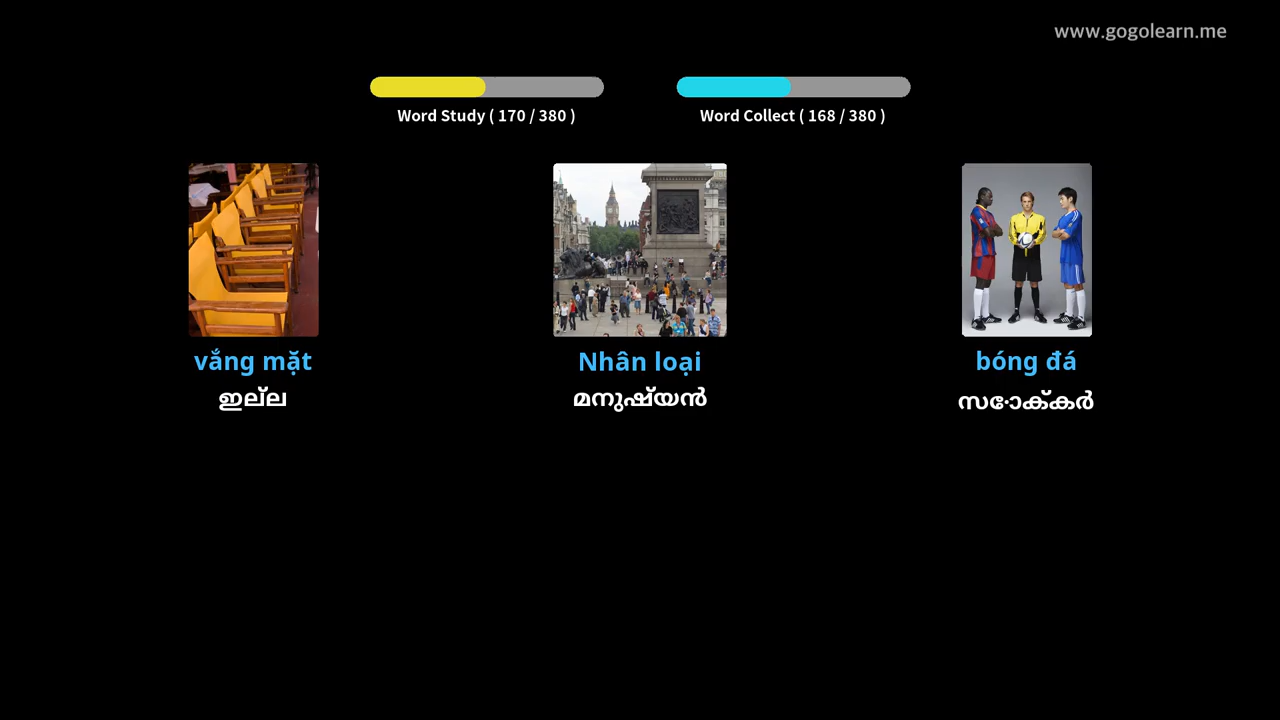 www.gogolearn.me
Word Study ( 170 / 380 )
Word Collect ( 168 / 380 )
vắng mặt
ഇല്ല
Nhân loại
മനുഷ്യൻ
bóng đá
സോക്കർ